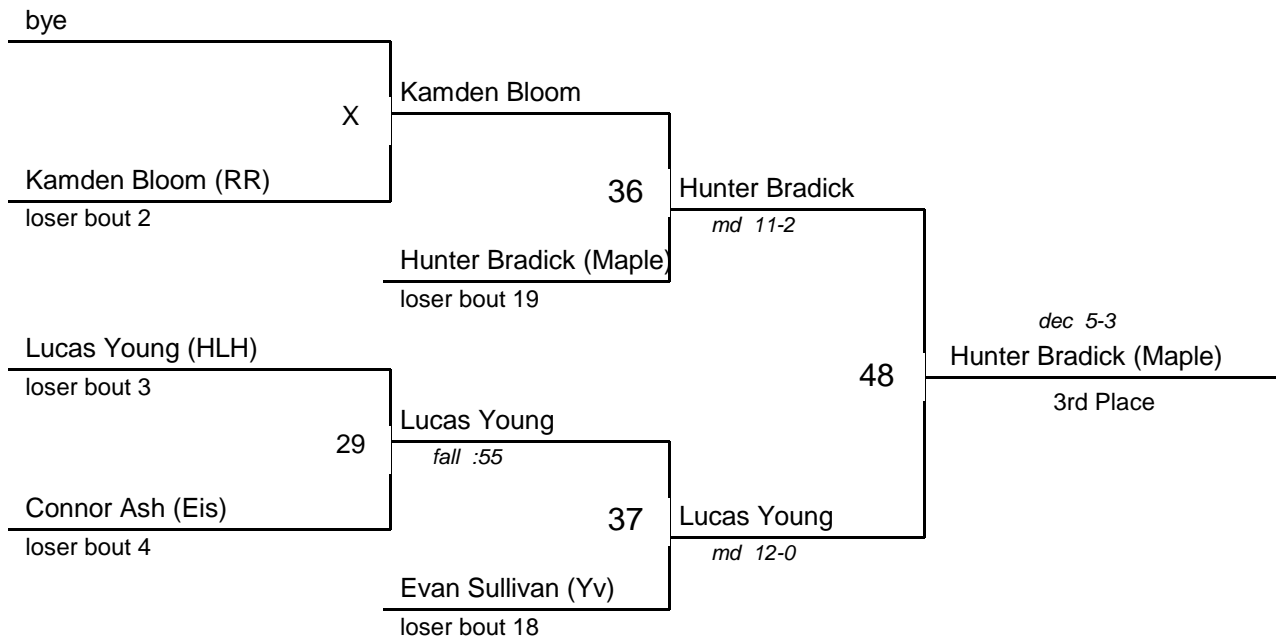 bye
X
Kamden Bloom
Kamden Bloom (RR)
loser bout 2
36
Hunter Bradick
md 11-2
Hunter Bradick (Maple)
loser bout 19
Lucas Young (HLH)
loser bout 3
29
Lucas Young
fall :55
Connor Ash (Eis)
loser bout 4
37
Lucas Young
md 12-0
Evan Sullivan (Yv)
loser bout 18
48
dec 5-3
Hunter Bradick (Maple)
3rd Place